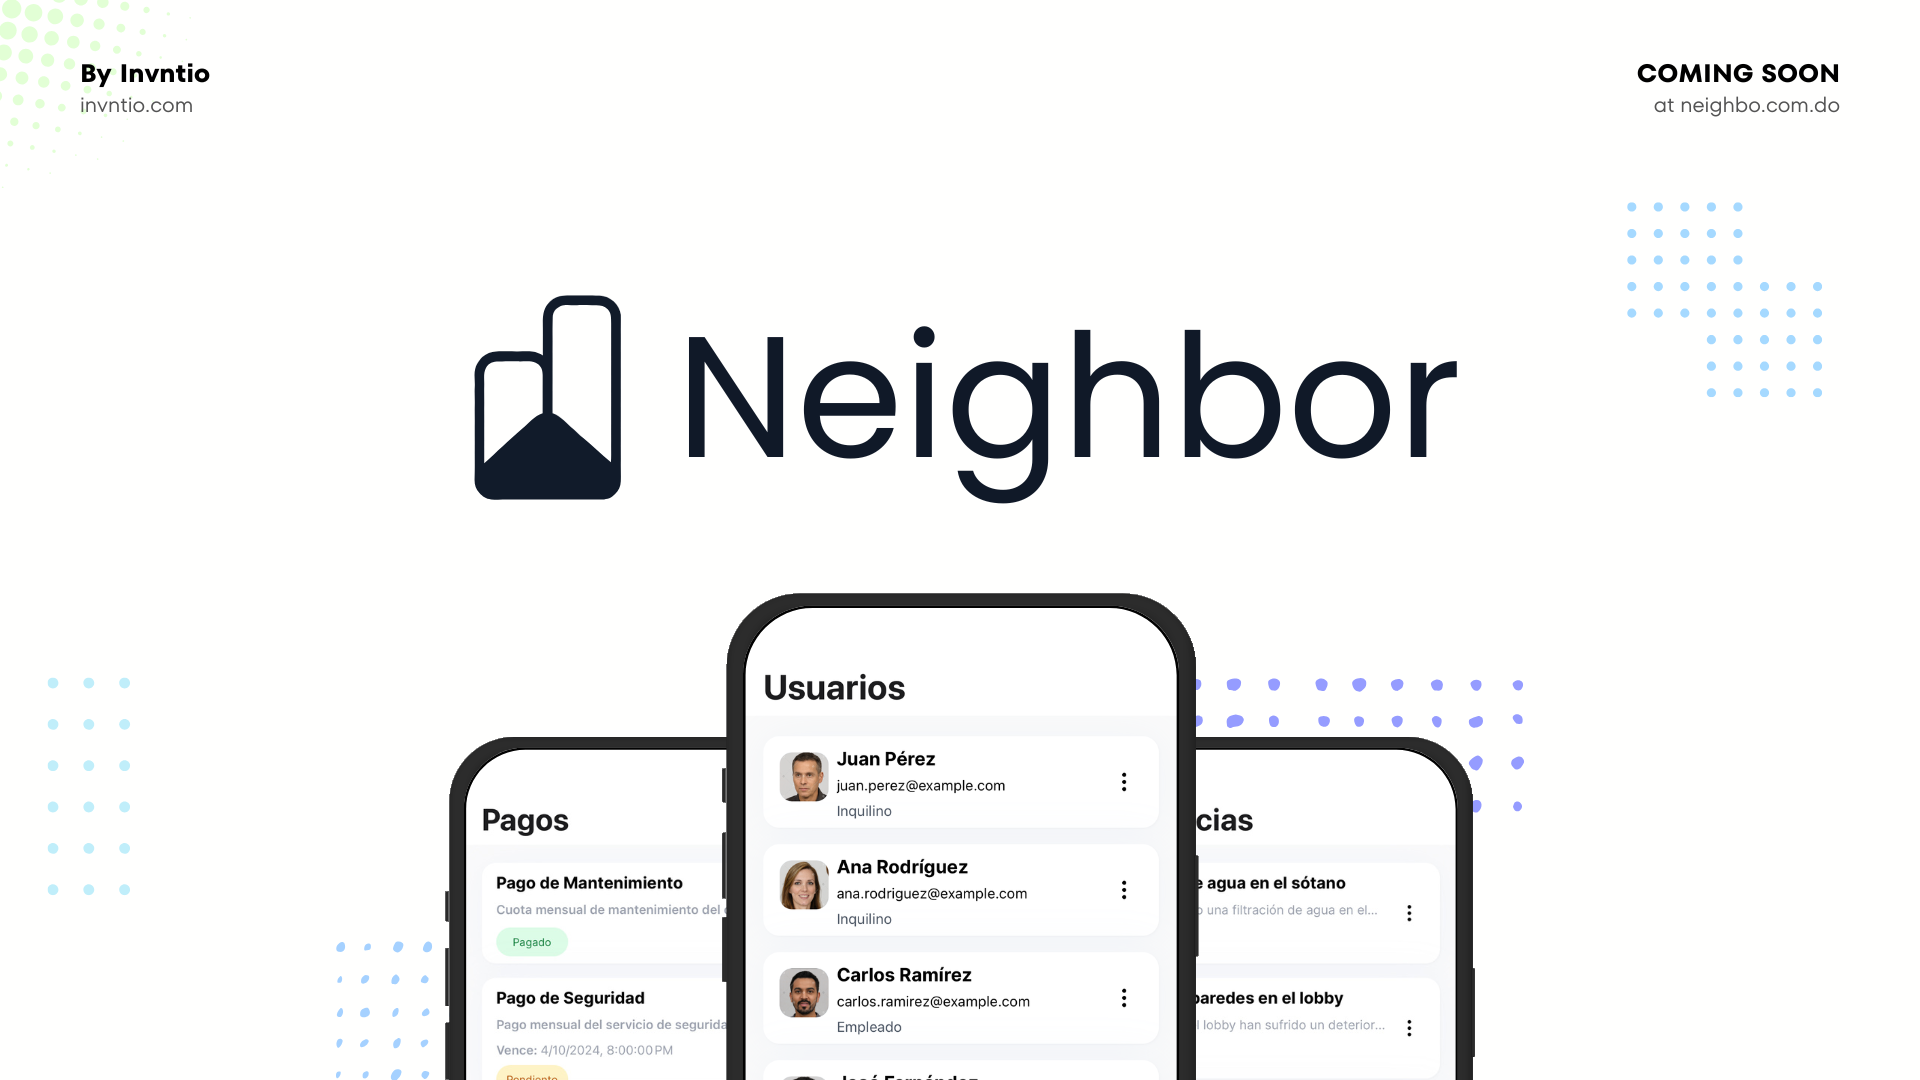 By Invntio
invntio.com
COMING SOON
at neighbo.com.do
Neighbor
Pagos
Pago de Mantenimiento
Cuota mensual de mantenimiento del
Pagado
Pago de Seguridad
Pago mensual del servicio de segurida
Vence: 4/10/2024, 8:00:00 PM
Pendiente
Usuarios
Juan Pérez
juan.perez@example.com
Inquilino
Ana Rodríguez
ana.rodriguez@example.com
Inquilino
Carlos Ramírez
carlos.ramirez@example.com
Empleado
José Fernández
cias
e agua en el sótano
o una filtración de agua en el...
paredes en el lobby
l lobby han sufrido un deterior...